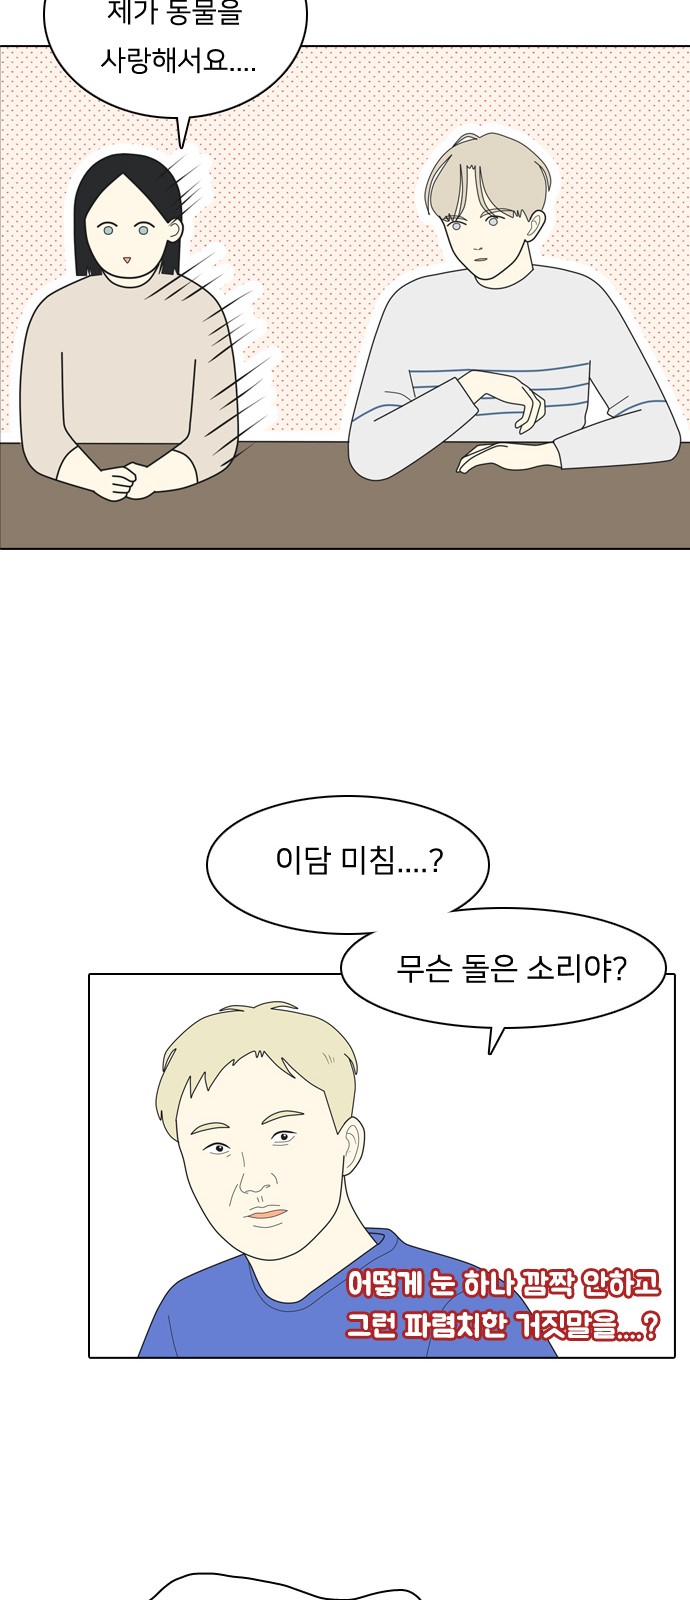 제가 동물을
사랑해서요....
이담 미침....?
무슨 돌은 소리야?
어떻게 눈 하나 깜짝 안하고
그런 파렴치한 거짓말을....?